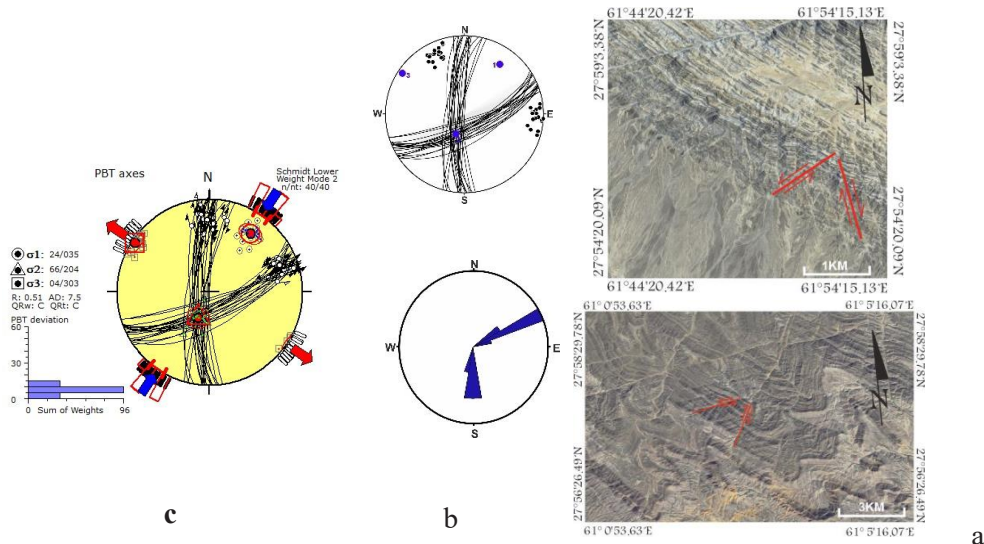 PBT axes
N
Schmidt Lower
Weight Mode 2
n/nt: 40/40
σ1: 24/035
σ2: 66/204
σ3: 04/303
R: 0.51 AD: 7.5
QRw: C QRt: C
PBT deviation
60
30
0
0 Sum of Weights 96
c
N
W
E
S
1
3
N
W
E
S
b
61°44'20.42"E 61°54'15.13"E
27°59'3.38"N
27°59'3.38"N
N
27°54'20.09"N
27°54'20.09"N
1KM
61°44'20.42"E 61°54'15.13"E
61°0'53.63"E 61°5'16.07"E
27°58'29.78"N
27°58'29.78"N
N
27°56'26.49"N
27°56'26.49"N
3KM
61°0'53.63"E 61°5'16.07"E
a